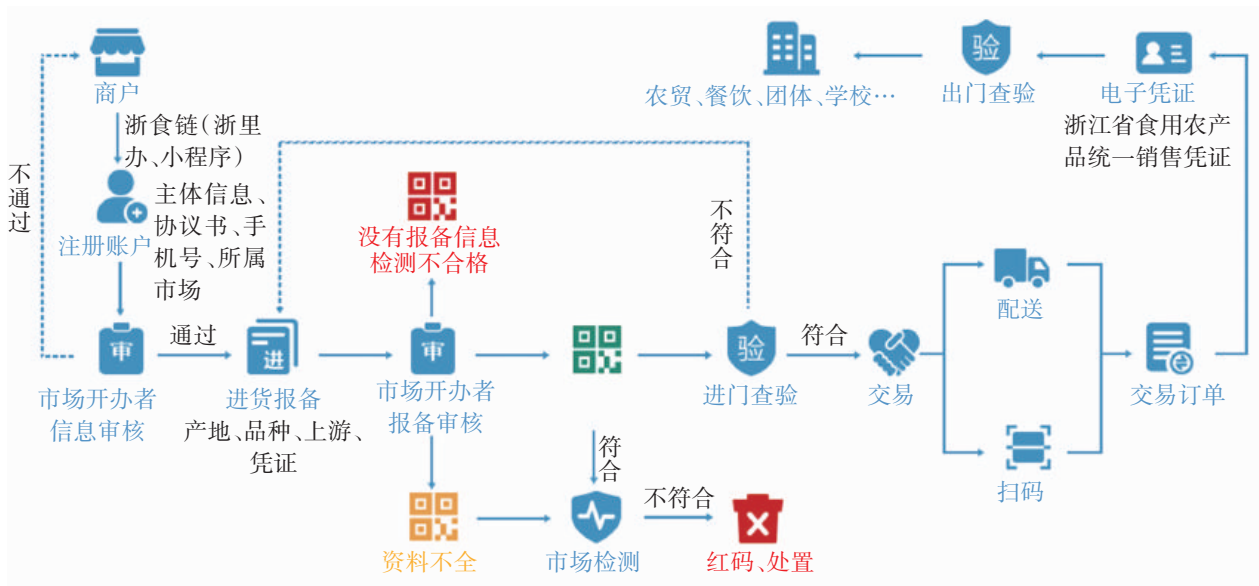 商户
浙食链(浙里
办、小程序)
不通过
主体信息、
协议书、手
机号、所属
市场
注册账户
审
市场开办者
信息审核
通过
进
进货报备
产地、品种、上游、
凭证
没有报备信息
检测不合格
审
市场开办者
报备审核
资料不全
符合
市场检测
不符合
红码、处置
不符合
验
进门查验
符合
交易
配送
扫码
交易订单
电子凭证
浙江省食用农产
品统一销售凭证
验
出门查验
农贸、餐饮、团体、学校…